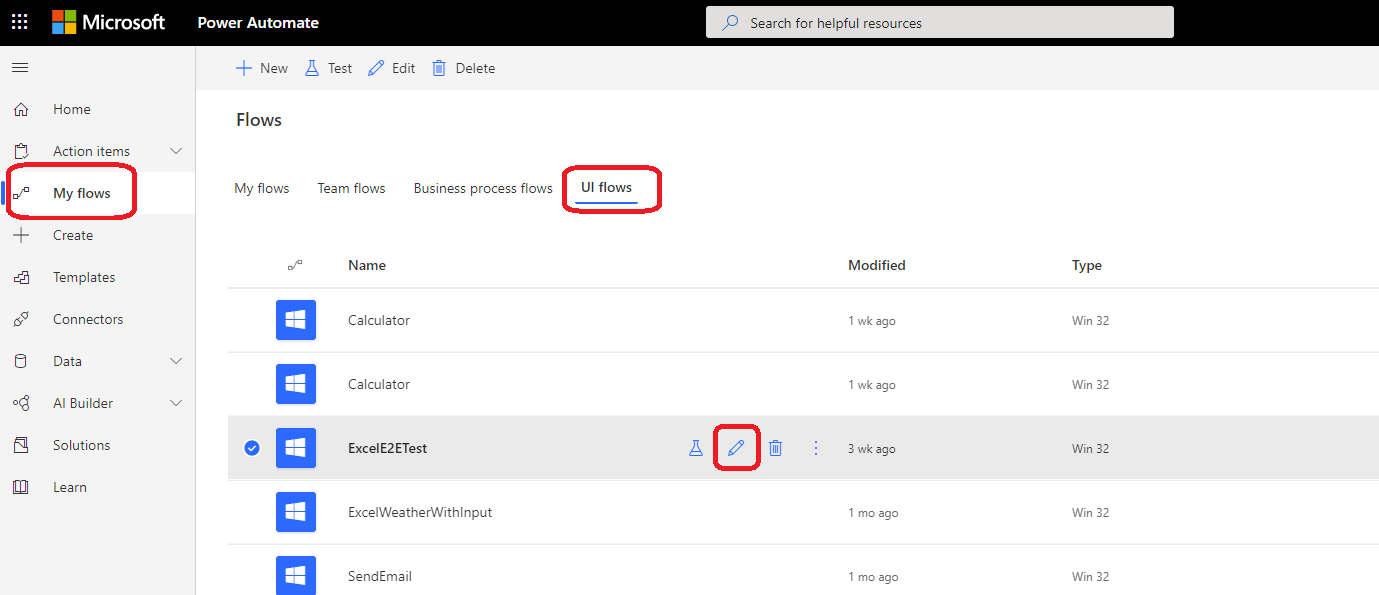 Microsoft Power Automate Search for helpful resources
New Test Edit Delete
Home
Action items
My flows
Create
Templates
Connectors
Data
AI Builder
Solutions
Learn
Flows
My flows Team flows Business process flows UI flows
Name Modified Type
Calculator 1 wk ago Win 32
Calculator 1 wk ago Win 32
ExcelE2ETest 3 wk ago Win 32
ExcelWeatherWithInput 1 mo ago Win 32
SendEmail 1 mo ago Win 32